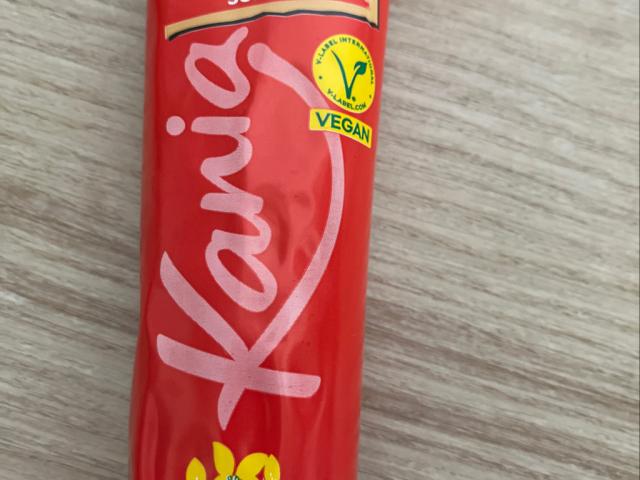 Kania
V-LABEL INTERNATIONAL
V-LABEL.COM
VEGAN